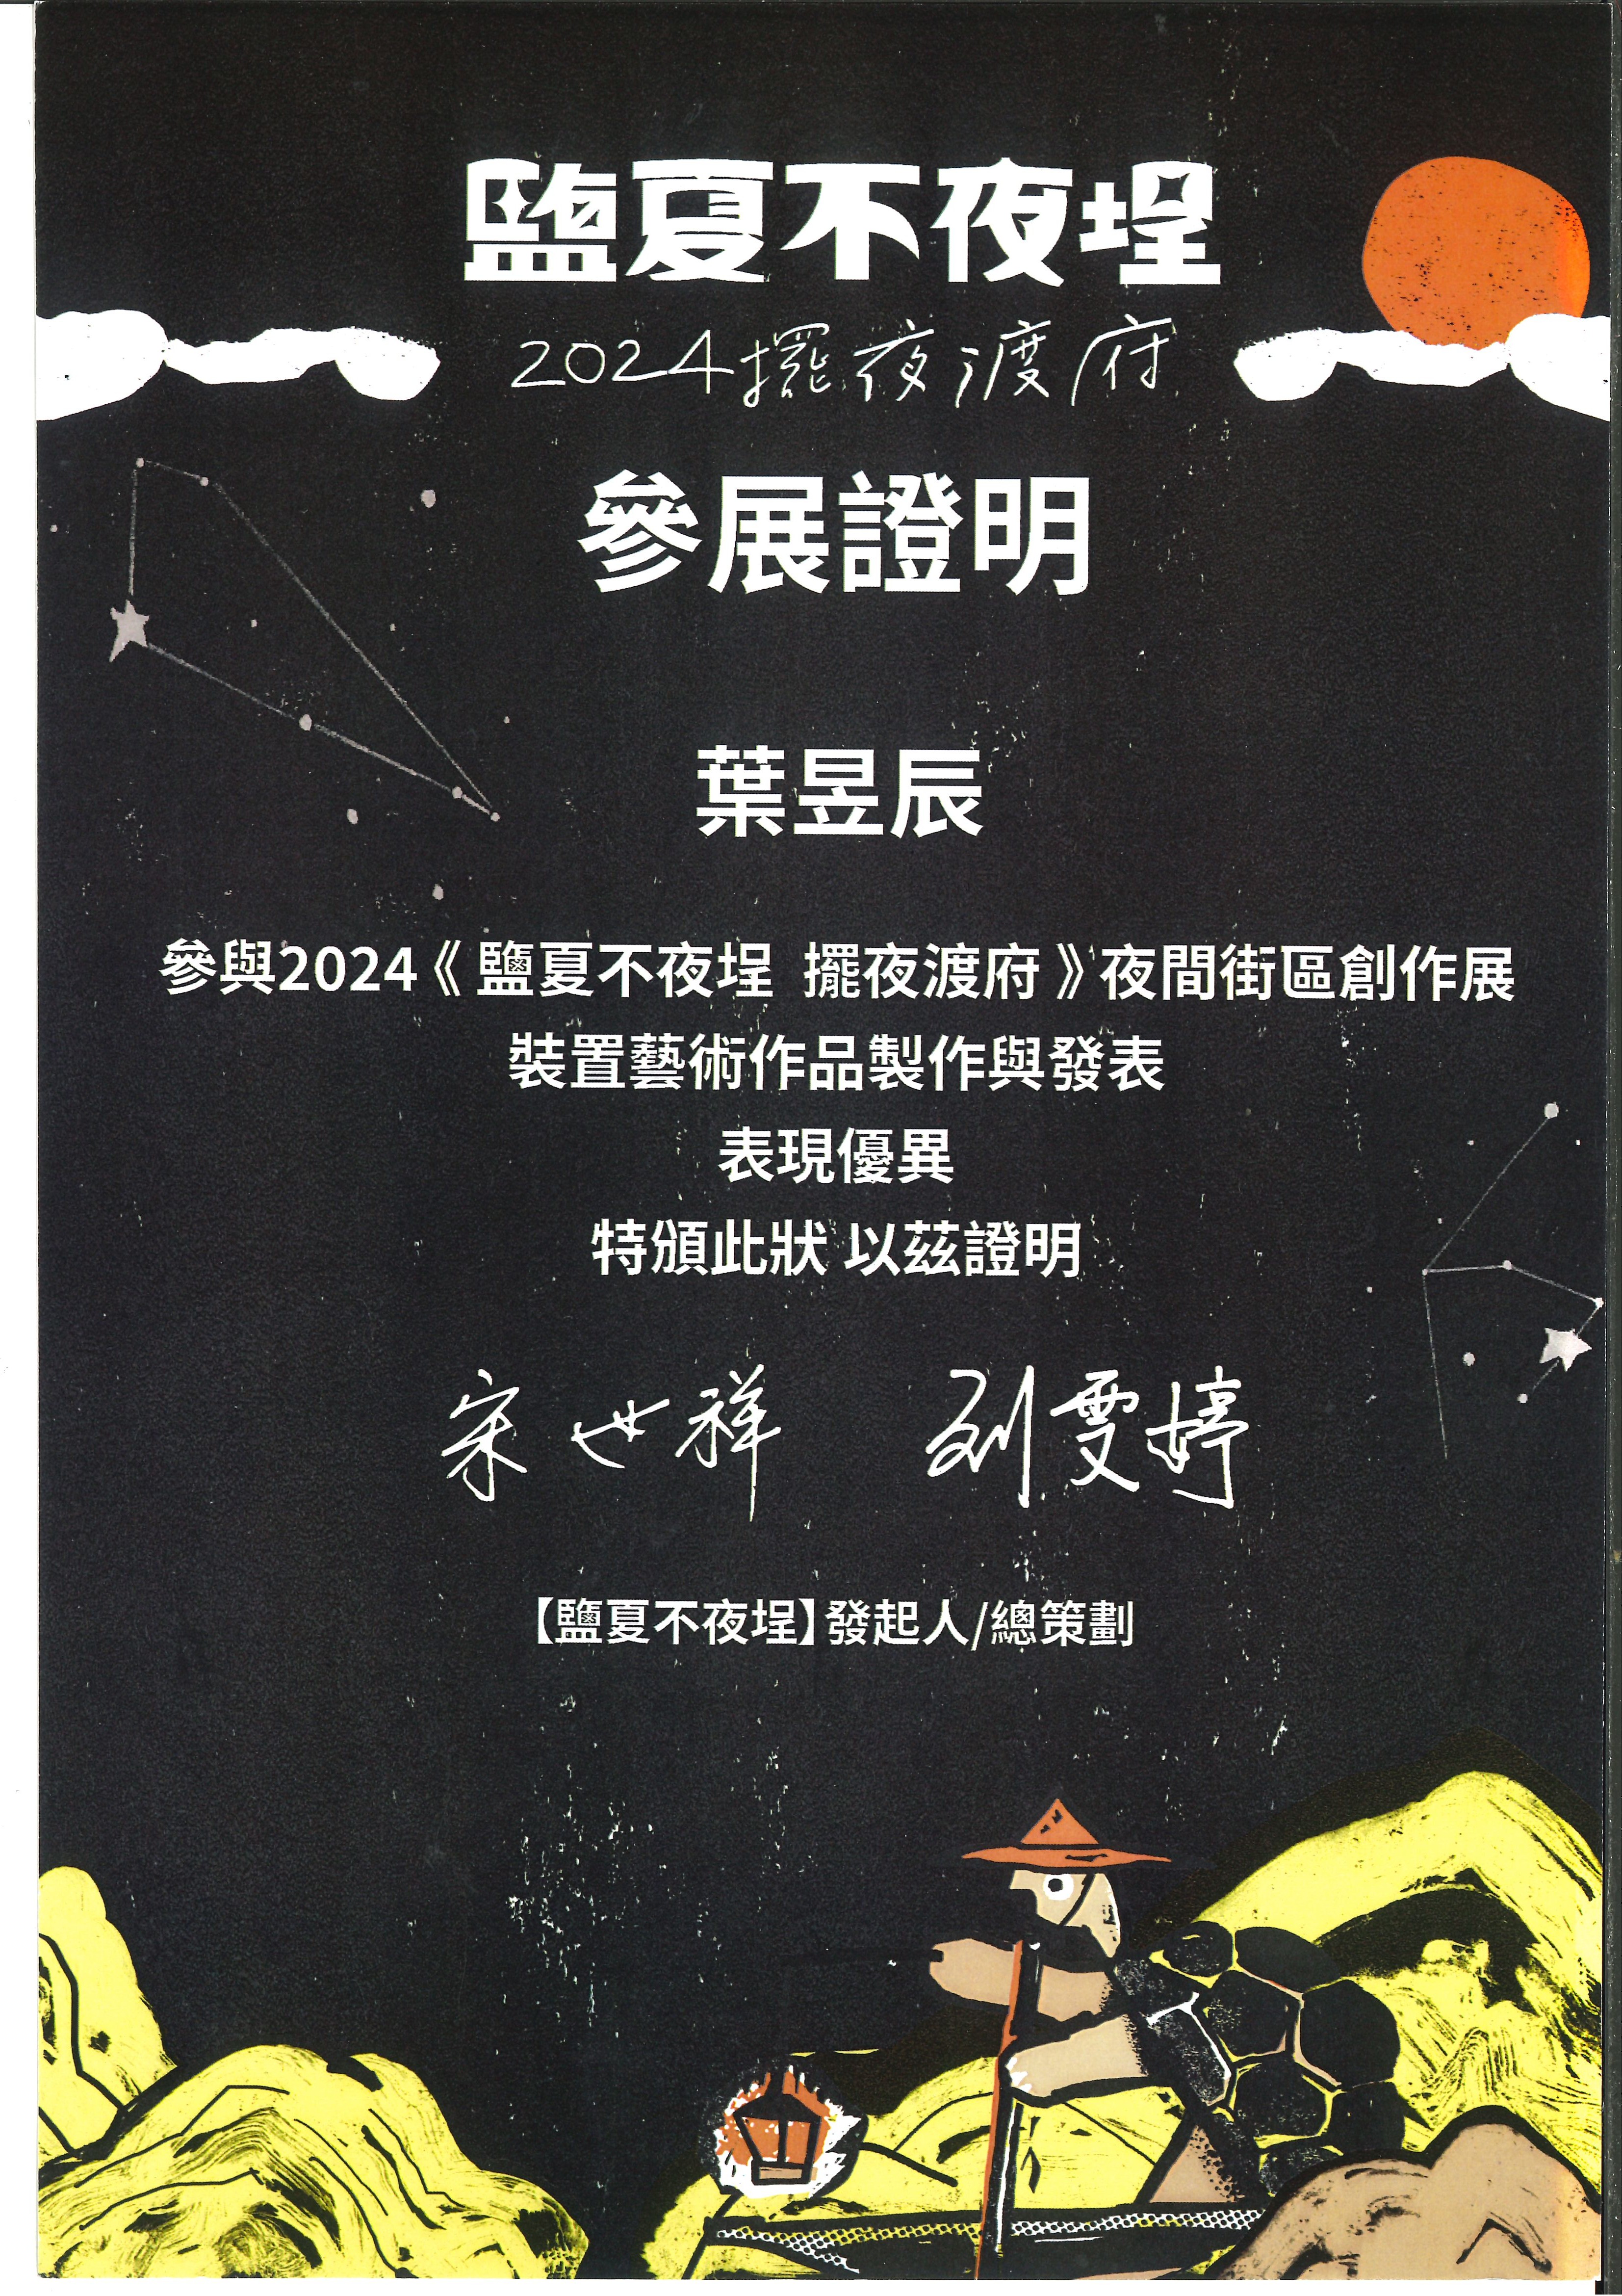 鹽夏不夜埕
2024擺夜渡府
參展證明
葉昱辰
參與2024《鹽夏不夜埕 擺夜渡府》夜間街區創作展
裝置藝術作品製作與發表
表現優異
特頒此狀 以茲證明
宋世祥 劉雯婷
【鹽夏不夜埕】發起人/總策劃